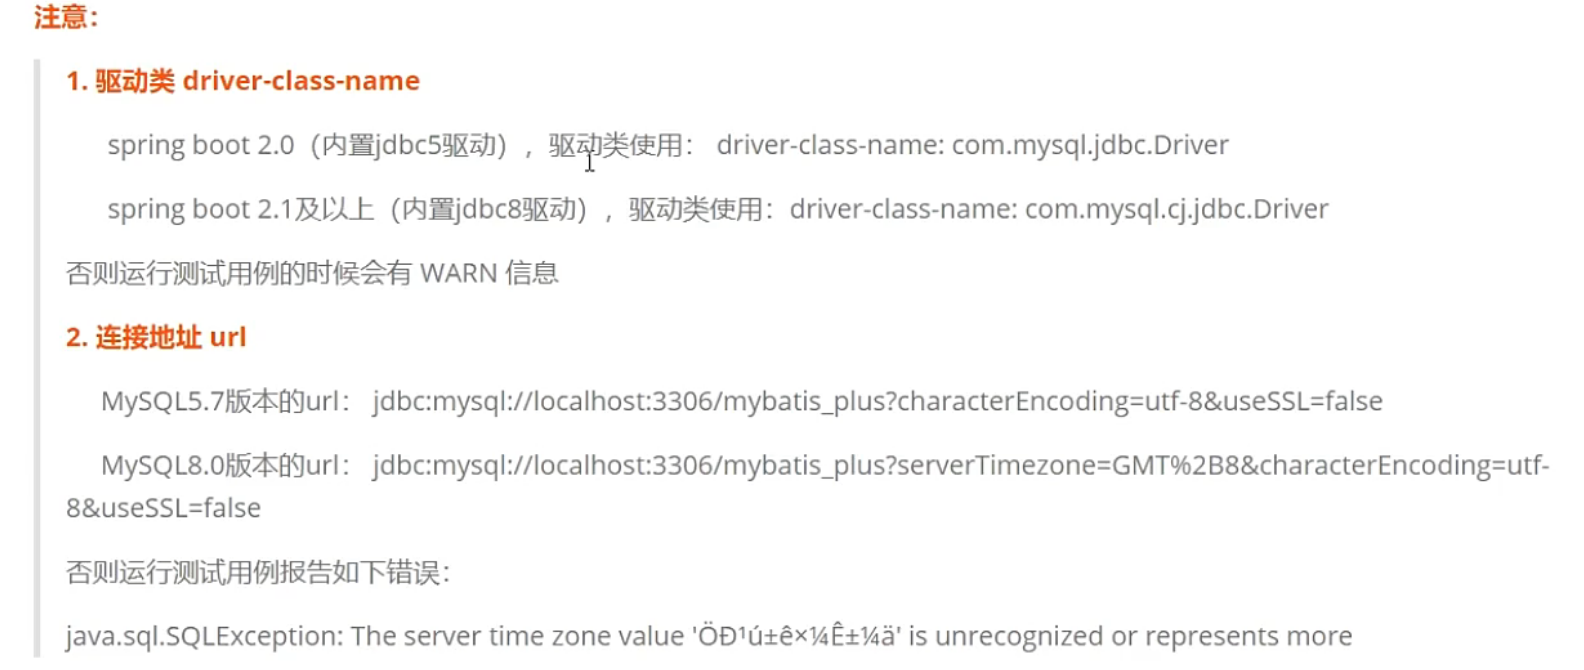 注意：
1. 驱动类 driver-class-name
spring boot 2.0（内置jdbc5驱动），驱动类使用： driver-class-name: com.mysql.jdbc.Driver
spring boot 2.1及以上（内置jdbc8驱动），驱动类使用：driver-class-name: com.mysql.cj.jdbc.Driver
否则运行测试用例的时候会有 WARN 信息
2. 连接地址 url
MySQL5.7版本的url： jdbc:mysql://localhost:3306/mybatis_plus?characterEncoding=utf-8&useSSL=false
MySQL8.0版本的url： jdbc:mysql://localhost:3306/mybatis_plus?serverTimezone=GMT%2B8&characterEncoding=utf-
8&useSSL=false
否则运行测试用例报告如下错误：
java.sql.SQLException: The server time zone value 'ÖÐ¹ú±ê×¼Ê±¼ä' is unrecognized or represents more